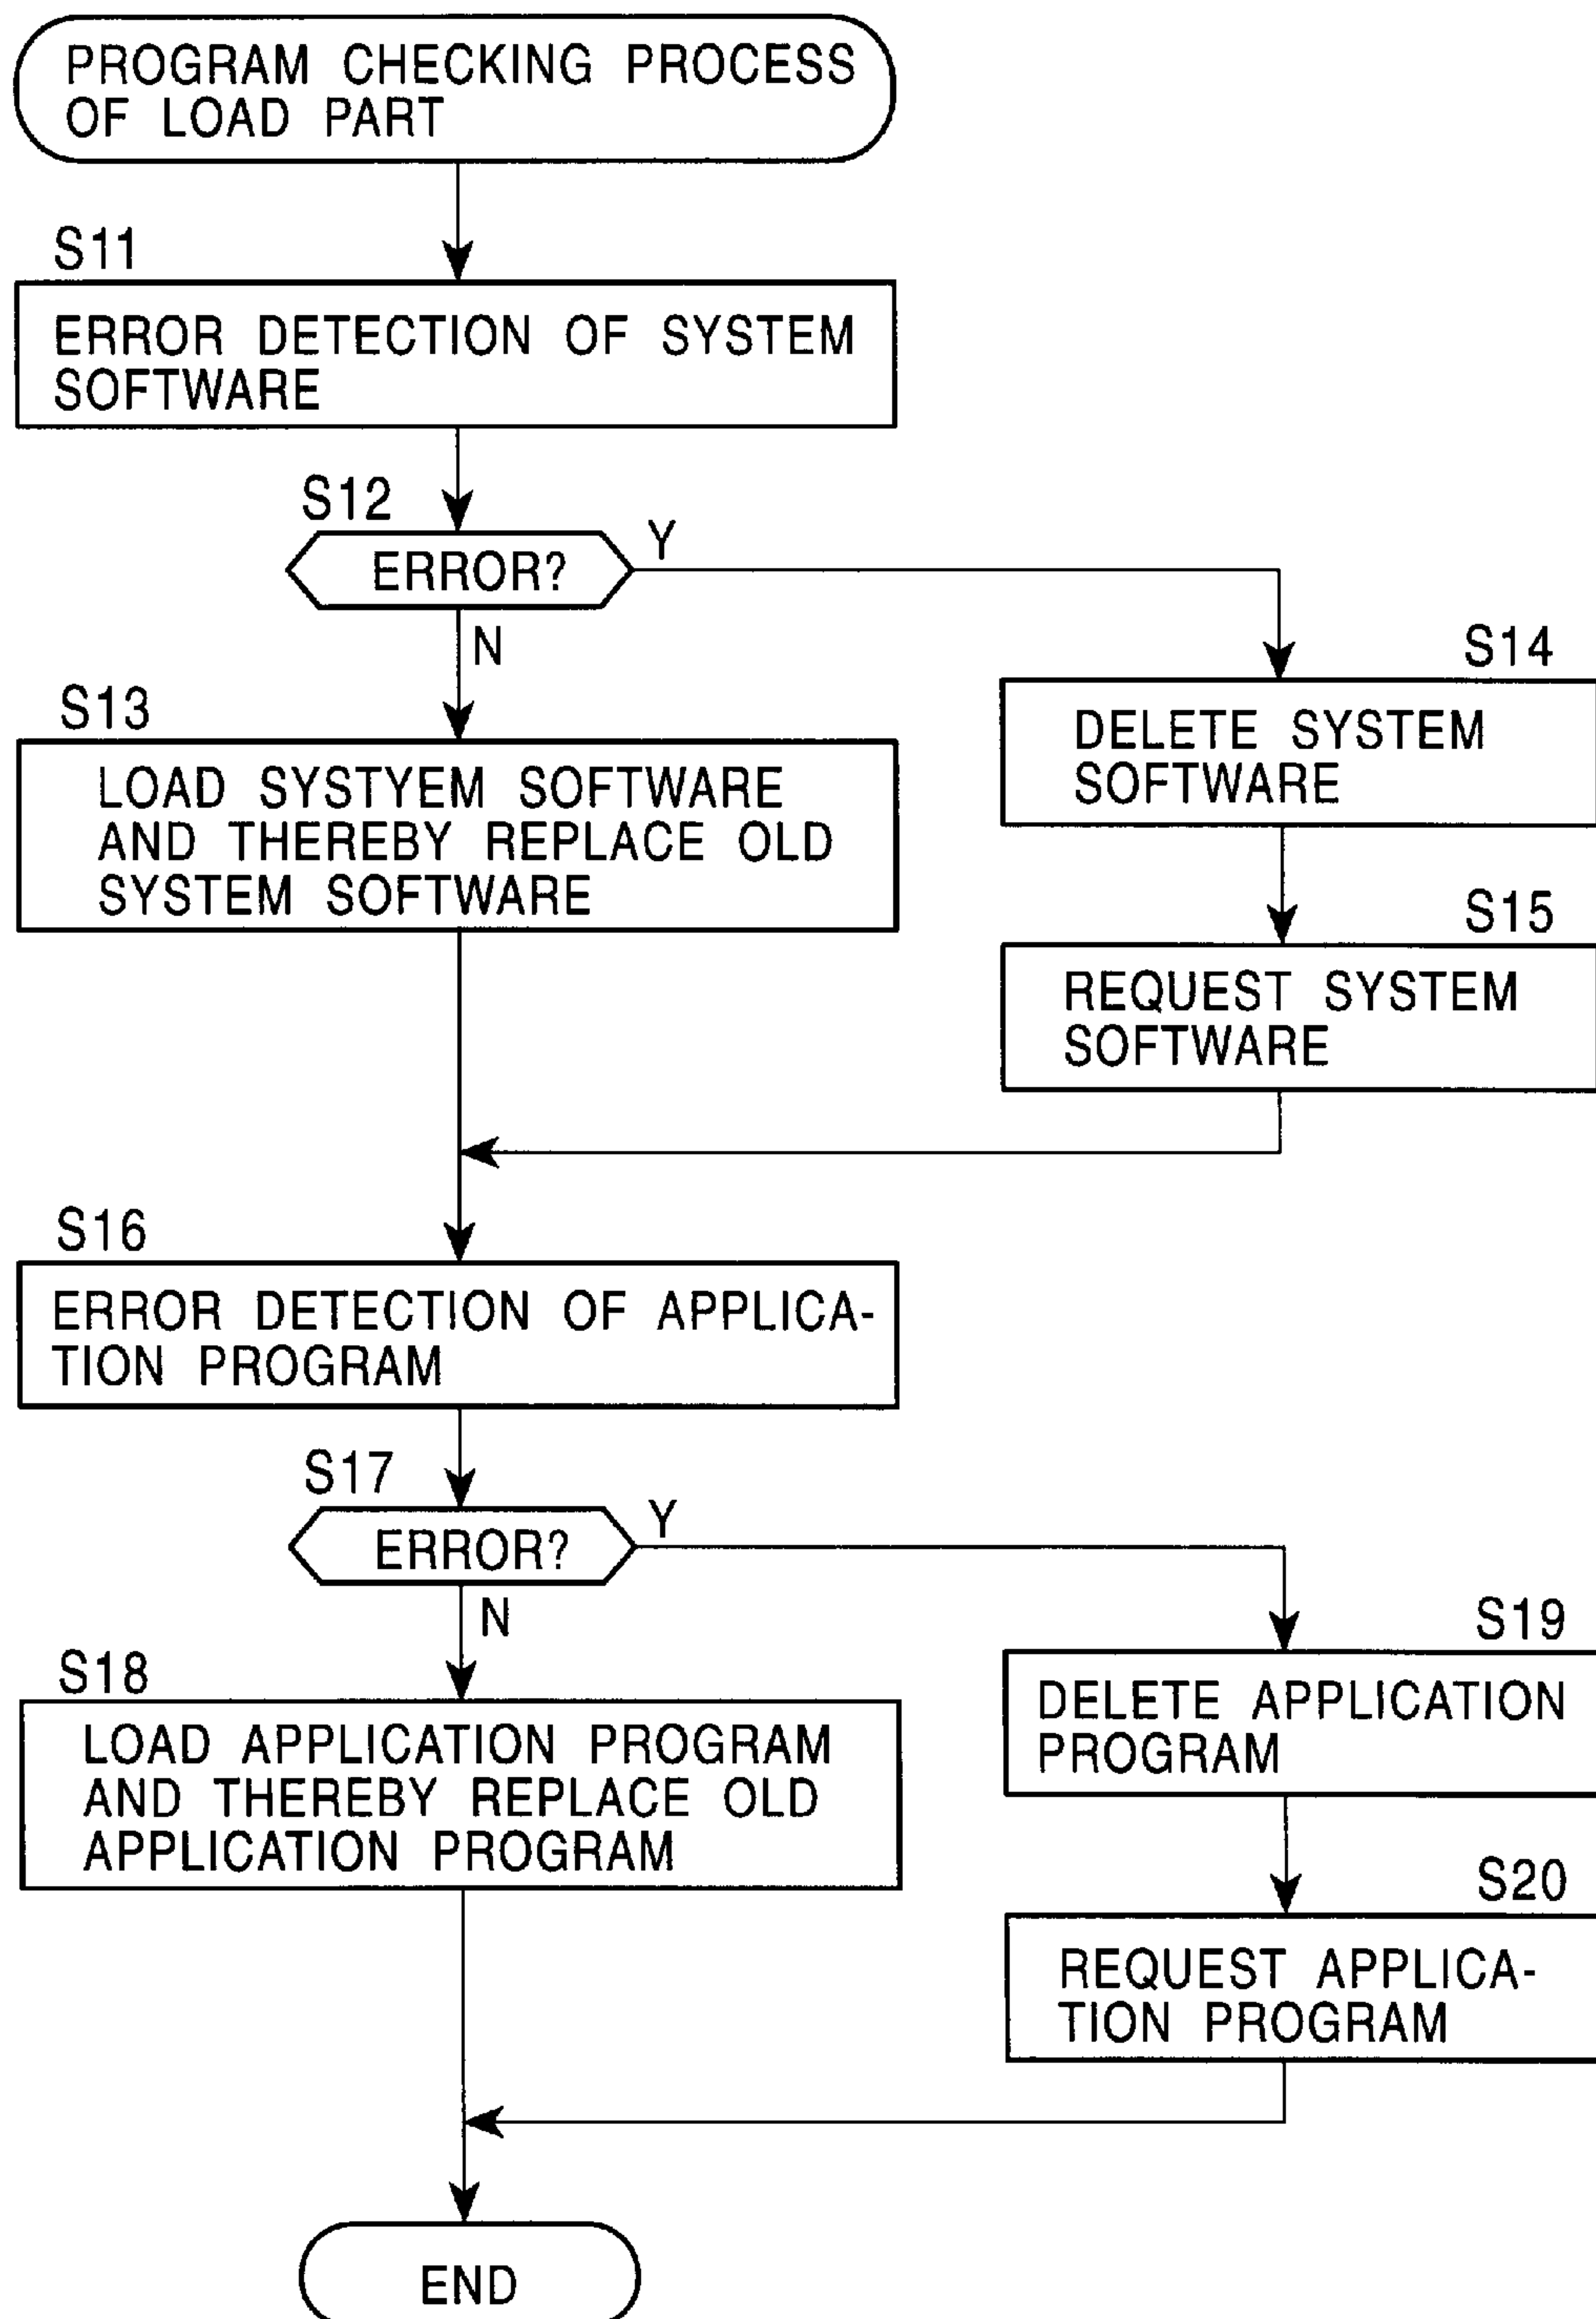 PROGRAM CHECKING PROCESS
OF LOAD PART
S11
ERROR DETECTION OF SYSTEM
SOFTWARE
S12
ERROR?
Y
N
S13
LOAD SYSTYEM SOFTWARE
AND THEREBY REPLACE OLD
SYSTEM SOFTWARE
S14
DELETE SYSTEM
SOFTWARE
S15
REQUEST SYSTEM
SOFTWARE
S16
ERROR DETECTION OF APPLICA-
TION PROGRAM
S17
ERROR?
Y
N
S18
LOAD APPLICATION PROGRAM
AND THEREBY REPLACE OLD
APPLICATION PROGRAM
S19
DELETE APPLICATION
PROGRAM
S20
REQUEST APPLICA-
TION PROGRAM
END